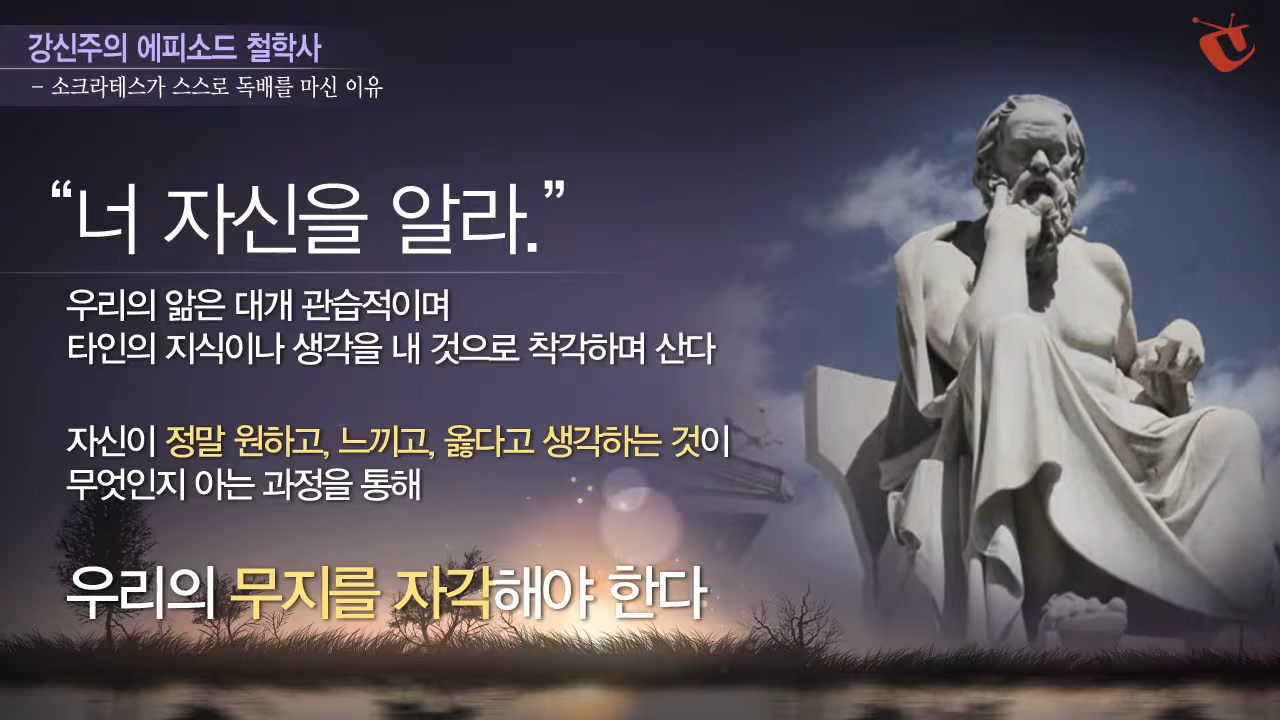 강신주의 에피소드 철학사
- 소크라테스가 스스로 독배를 마신 이유
“너 자신을 알라.”
우리의 앎은 대개 관습적이며
타인의 지식이나 생각을 내 것으로 착각하며 산다
자신이 정말 원하고, 느끼고, 옳다고 생각하는 것이
무엇인지 아는 과정을 통해
우리의 무지를 자각해야 한다